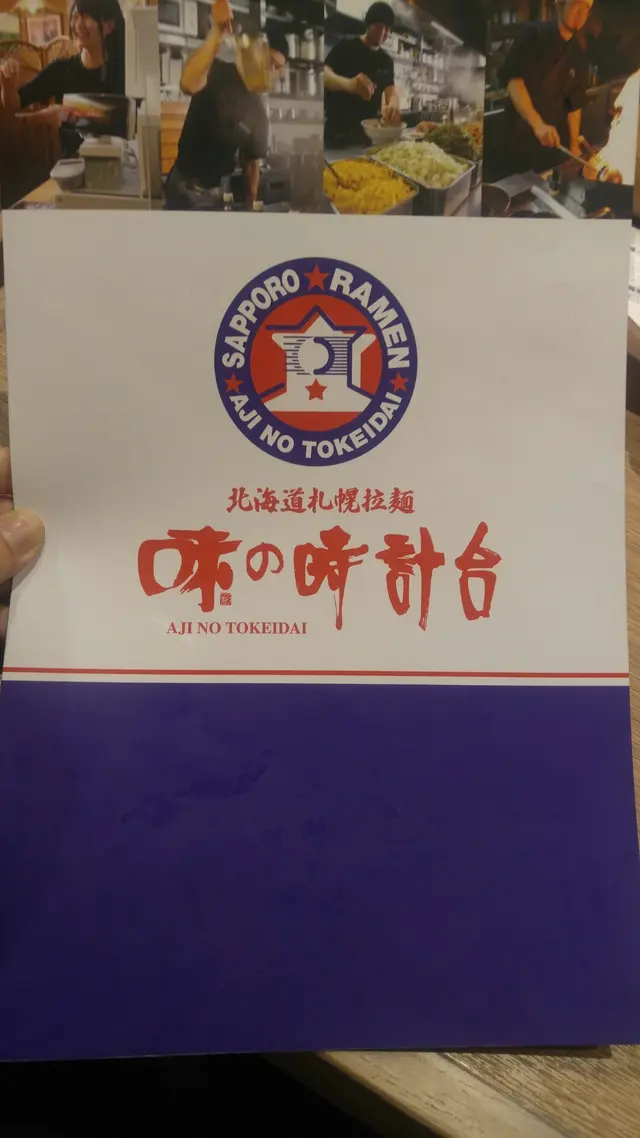 SAPPORO ★ RAMEN
★ AJI NO TOKEIDAI ★
北海道札幌拉麺
味の時計台
AJI NO TOKEIDAI